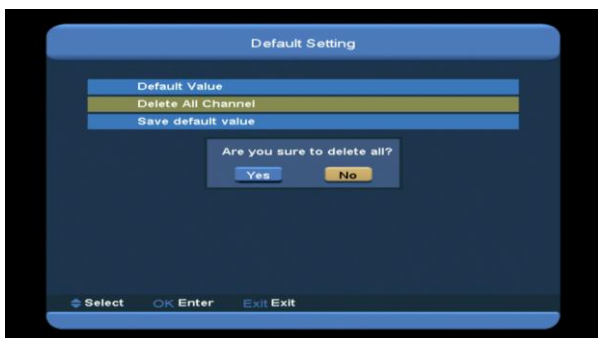 Default Setting
Default Value
Delete All Channel
Save default value
Are you sure to delete all?
Yes No
Select OK Enter Exit Exit